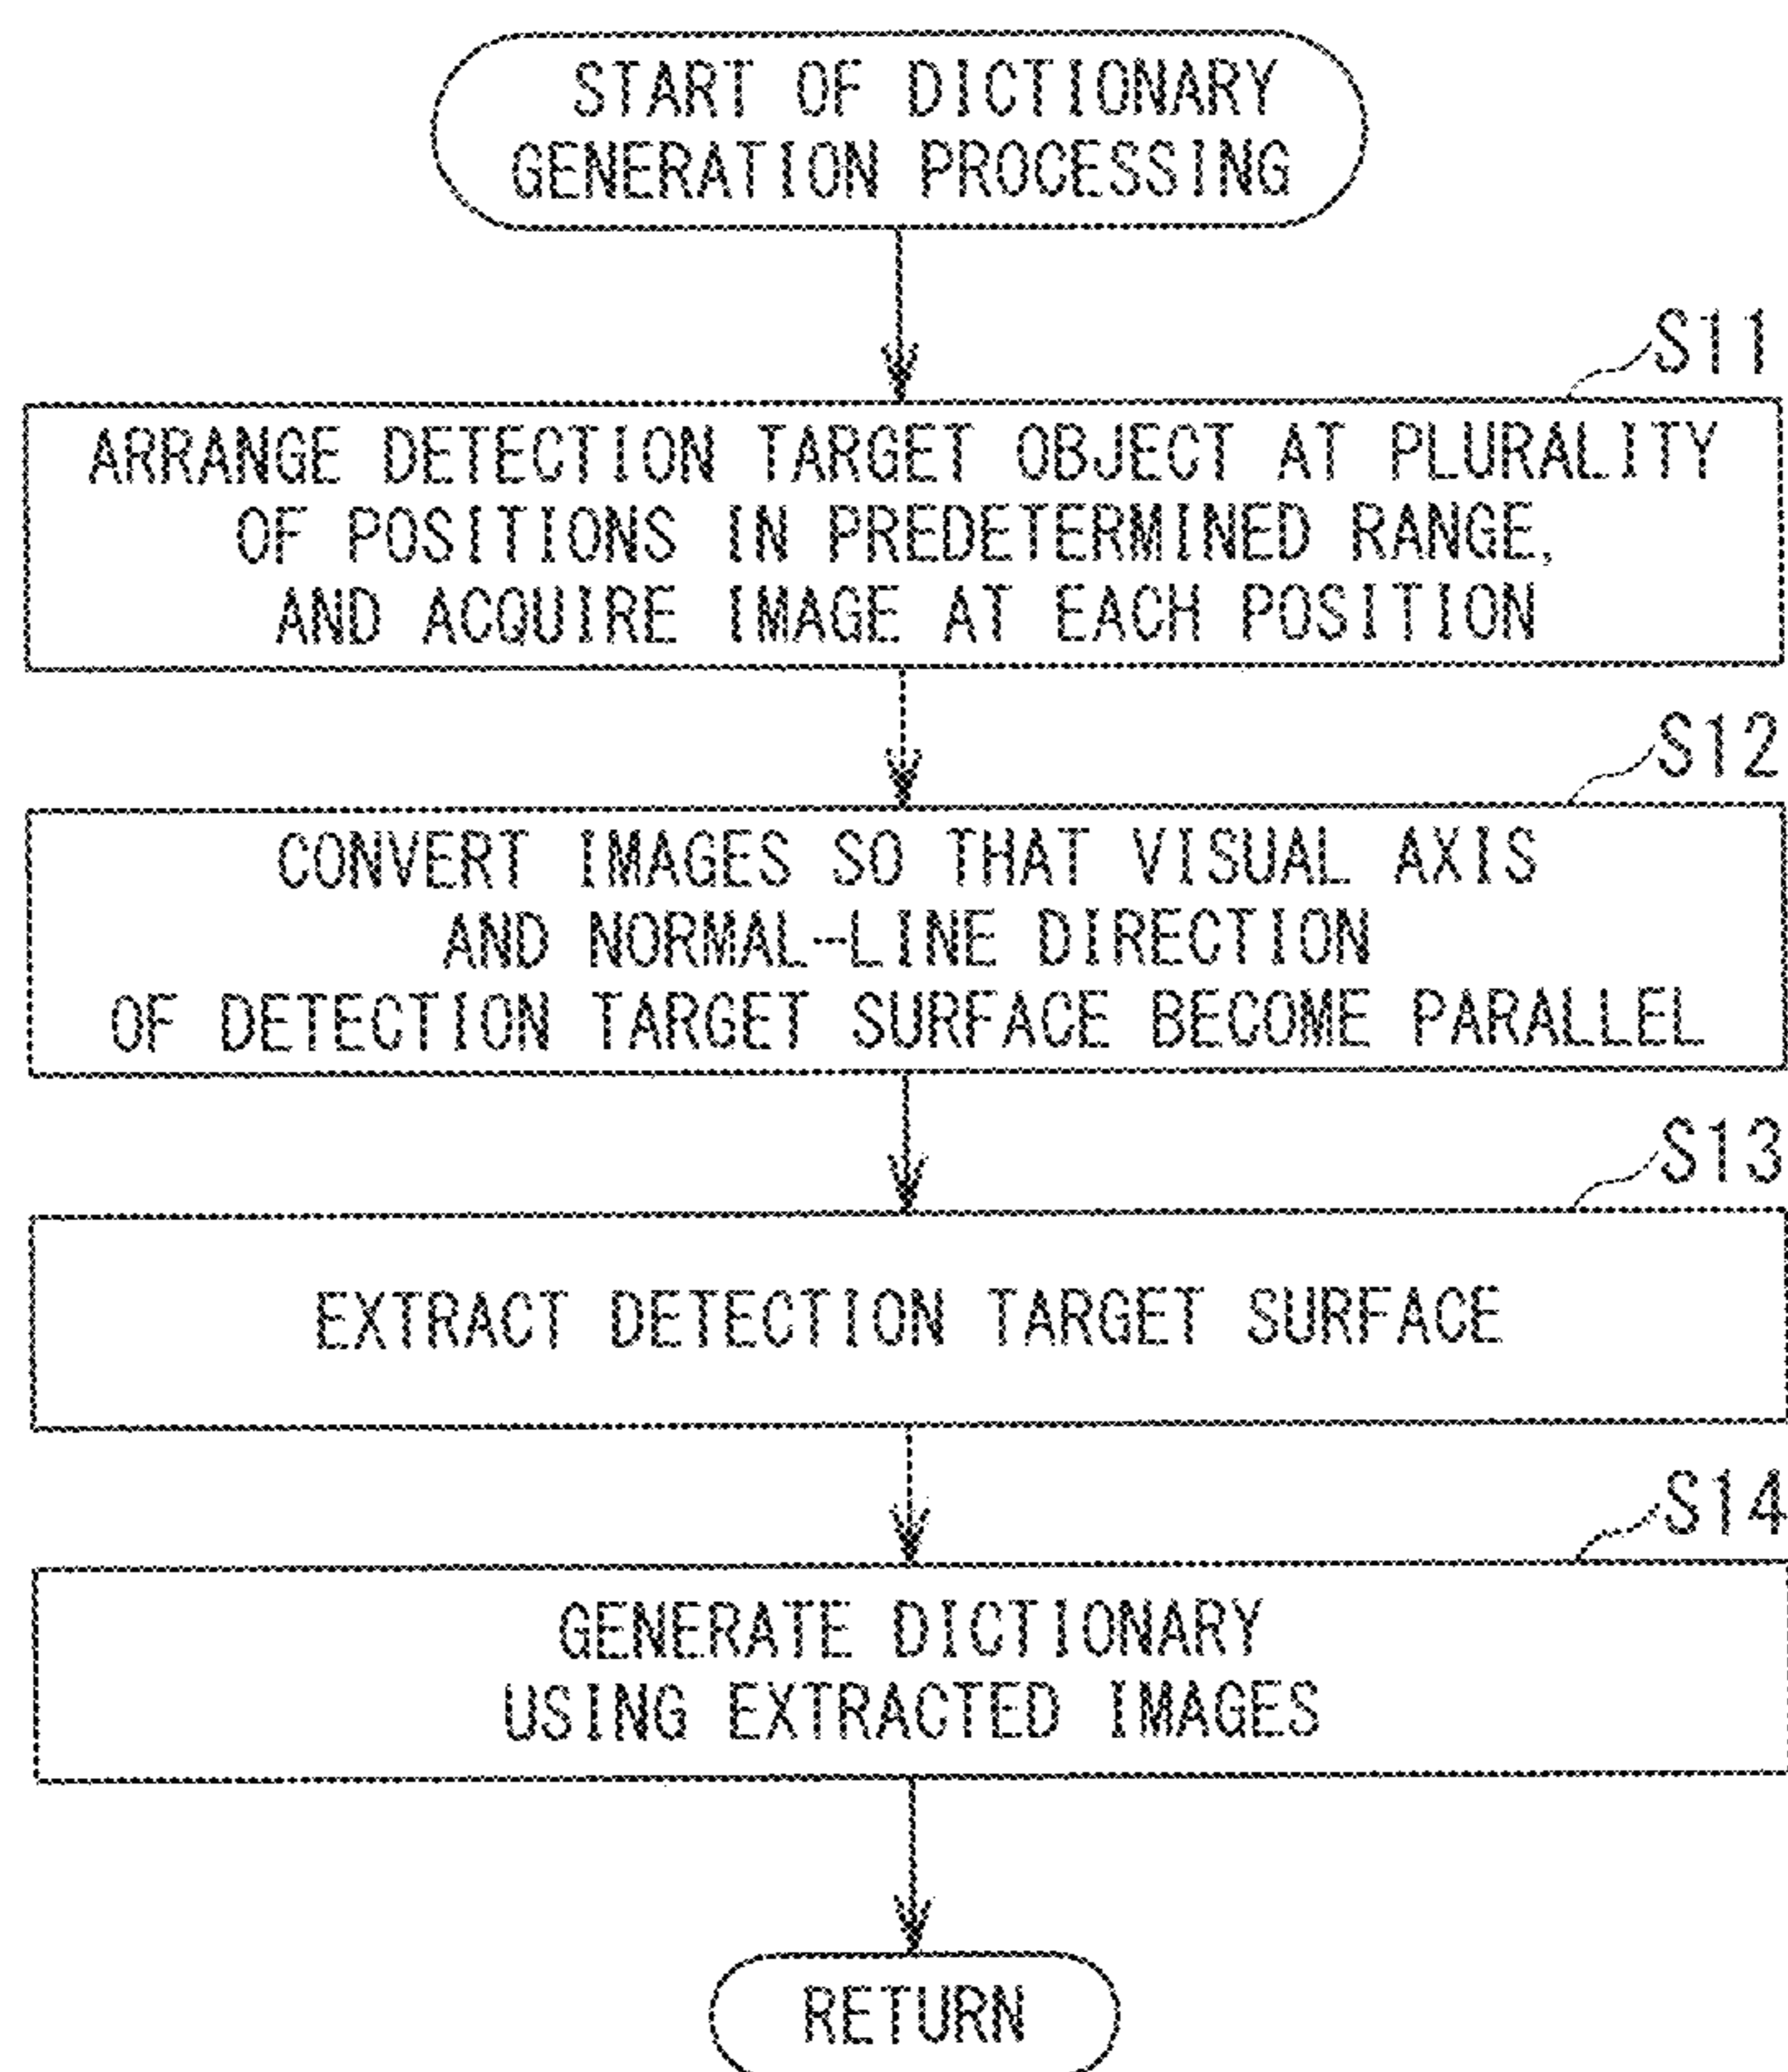 START OF DICTIONARY
GENERATION PROCESSING
S11
ARRANGE DETECTION TARGET OBJECT AT PLURALITY
OF POSITIONS IN PREDETERMINED RANGE,
AND ACQUIRE IMAGE AT EACH POSITION
S12
CONVERT IMAGES SO THAT VISUAL AXIS
AND NORMAL-LINE DIRECTION
OF DETECTION TARGET SURFACE BECOME PARALLEL
S13
EXTRACT DETECTION TARGET SURFACE
S14
GENERATE DICTIONARY
USING EXTRACTED IMAGES
RETURN